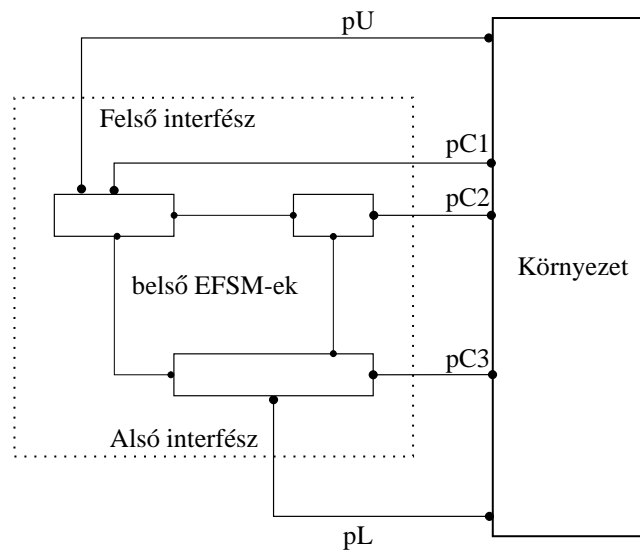 pU
Felső interfész
pC1
pC2
Környezet
belső EFSM-ek
pC3
Alsó interfész
pL